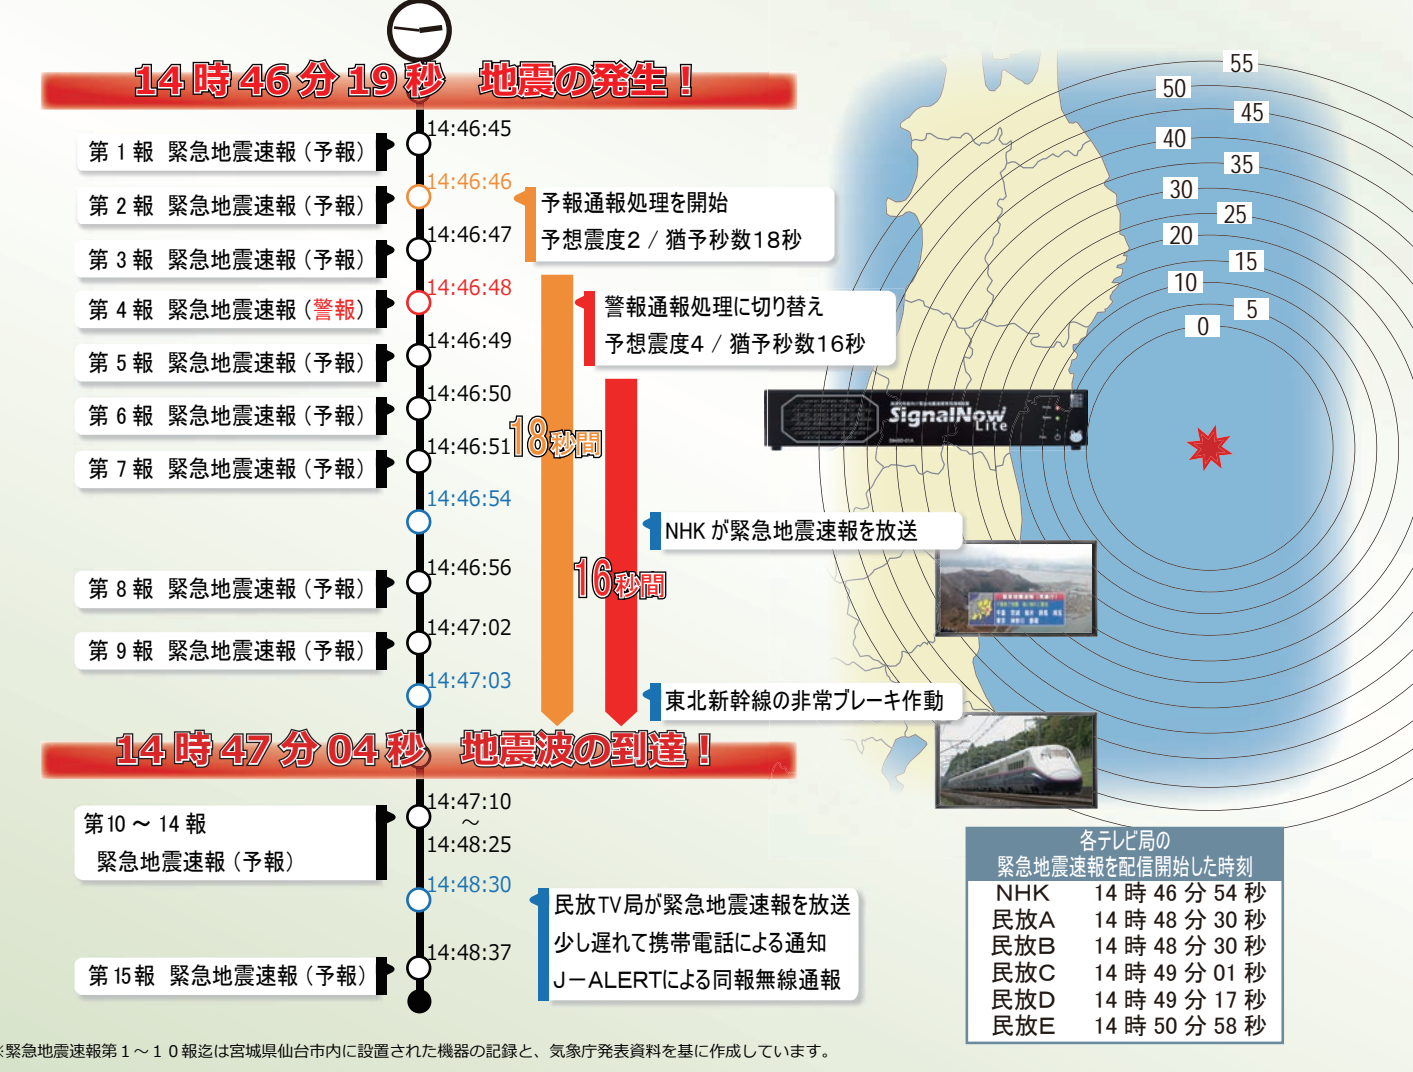 14時46分19秒　地震の発生！
14:46:45
第1報 緊急地震速報（予報）
14:46:46
第2報 緊急地震速報（予報）
予報通報処理を開始
予想震度2 / 猶予秒数18秒
14:46:47
第3報 緊急地震速報（予報）
14:46:48
第4報 緊急地震速報（警報）
警報通報処理に切り替え
予想震度4 / 猶予秒数16秒
14:46:49
第5報 緊急地震速報（予報）
14:46:50
第6報 緊急地震速報（予報）
14:46:51
第7報 緊急地震速報（予報）
18秒間
14:46:54
NHK が緊急地震速報を放送
14:46:56
第8報 緊急地震速報（予報）
16秒間
14:47:02
第9報 緊急地震速報（予報）
14:47:03
東北新幹線の非常ブレーキ作動
14時47分04秒　地震波の到達！
14:47:10
～
14:48:25
第10～14報
緊急地震速報（予報）
14:48:30
民放TV局が緊急地震速報を放送
少し遅れて携帯電話による通知
J－ALERTによる同報無線通報
14:48:37
第15報 緊急地震速報（予報）
55
50
45
40
35
30
25
20
15
10
5
0
SignalNow
Lite
各テレビ局の
緊急地震速報を配信開始した時刻
NHK 14時46分54秒
民放A 14時48分30秒
民放B 14時48分30秒
民放C 14時49分01秒
民放D 14時49分17秒
民放E 14時50分58秒
※緊急地震速報第１～１０報迄は宮城県仙台市内に設置された機器の記録と、気象庁発表資料を基に作成しています。